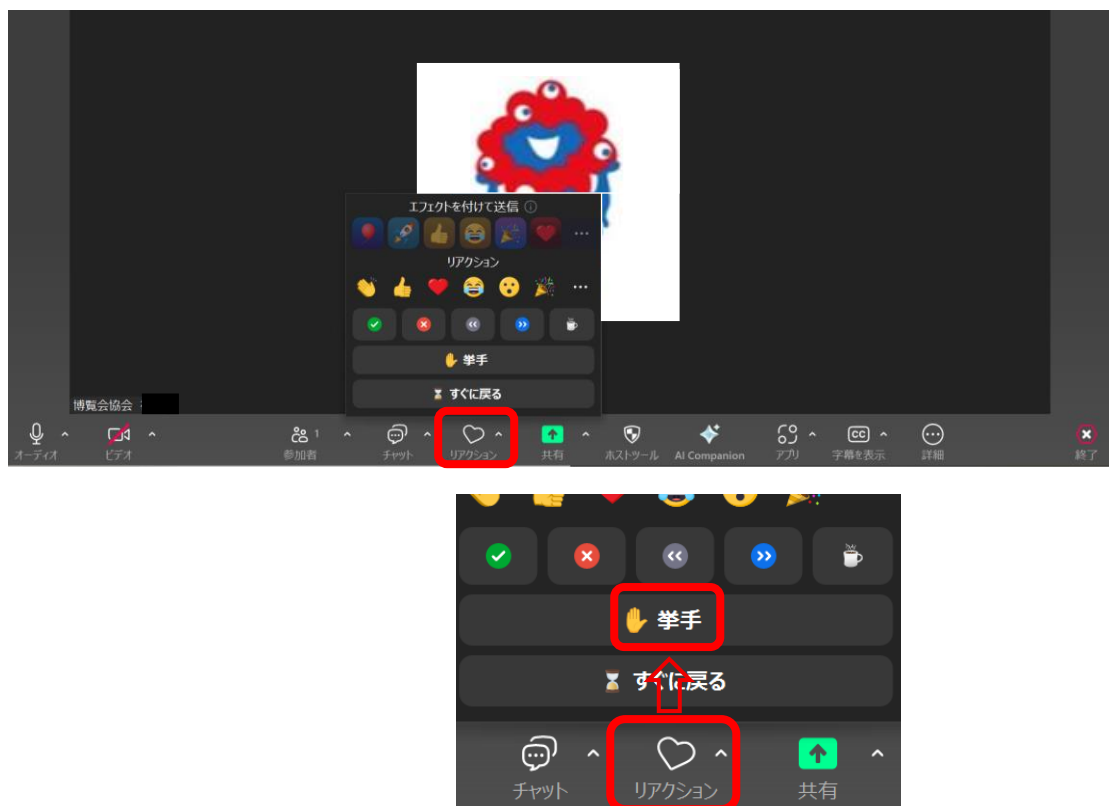 エフェクトを付けて送信
リアクション
挙手
すぐに戻る
博覧会協会
オーディオ
ビデオ
参加者 1
チャット
リアクション
共有
ホストツール
AI Companion
アプリ
CC
字幕を表示
詳細
終了
挙手
すぐに戻る
チャット
リアクション
共有